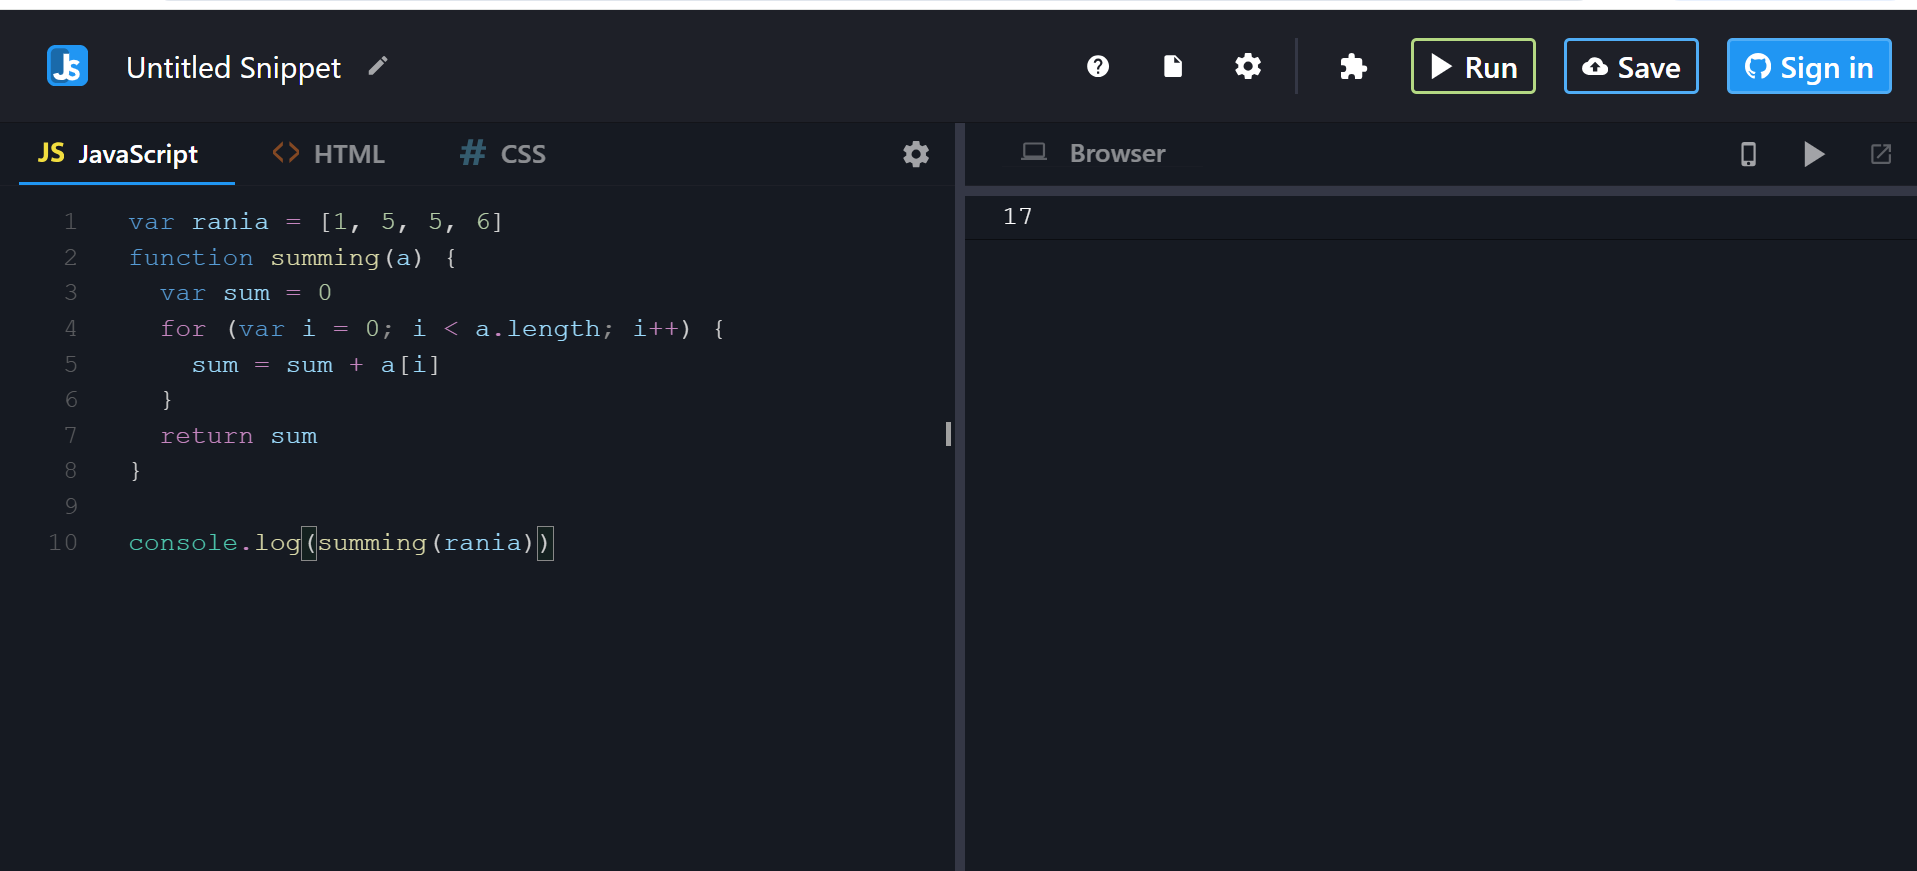 JS Untitled Snippet Run Save Sign in
JS JavaScript <> HTML # CSS Browser
1 var rania = [1, 5, 5, 6]
2 function summing(a) {
3 var sum = 0
4 for (var i = 0; i < a.length; i++) {
5 sum = sum + a[i]
6 }
7 return sum
8 }
9
10 console.log(summing(rania))
17